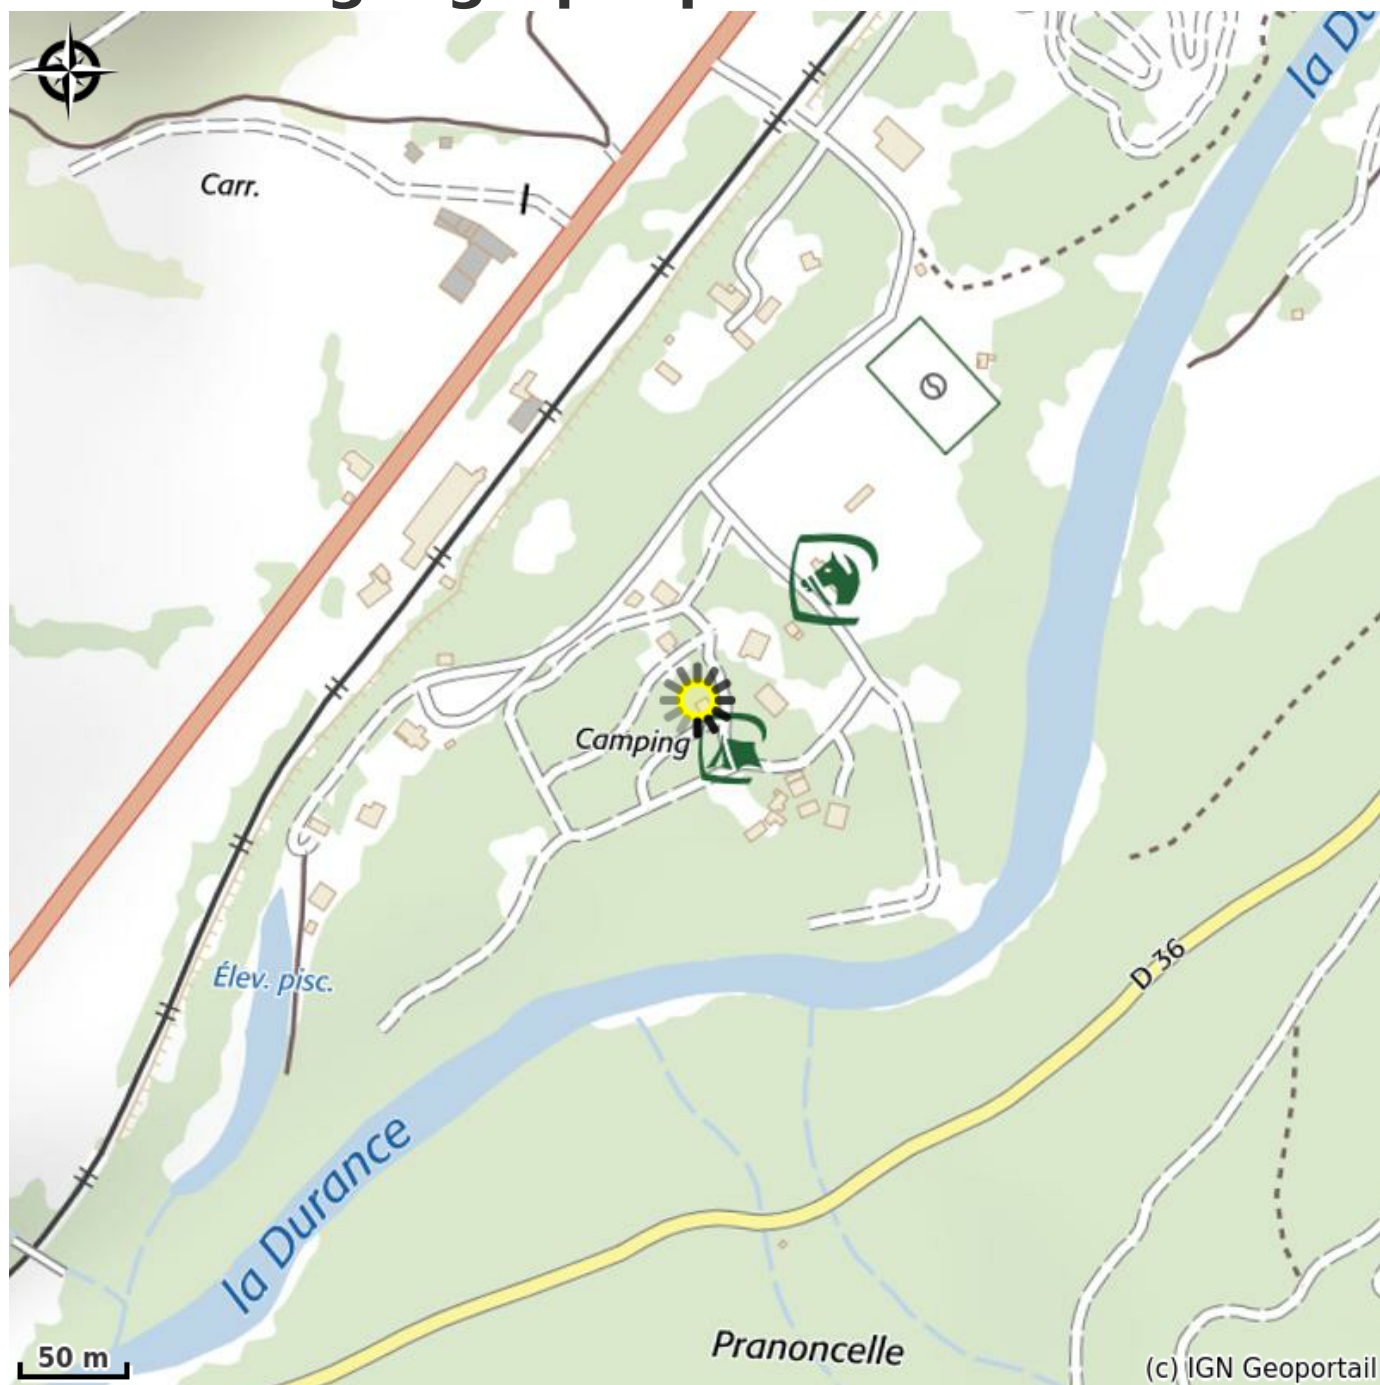 la Du
Carr.
Camping
Élev. pisc.
D 36
la Durance
Pranoncelle
50 m
(c) IGN Geoportail